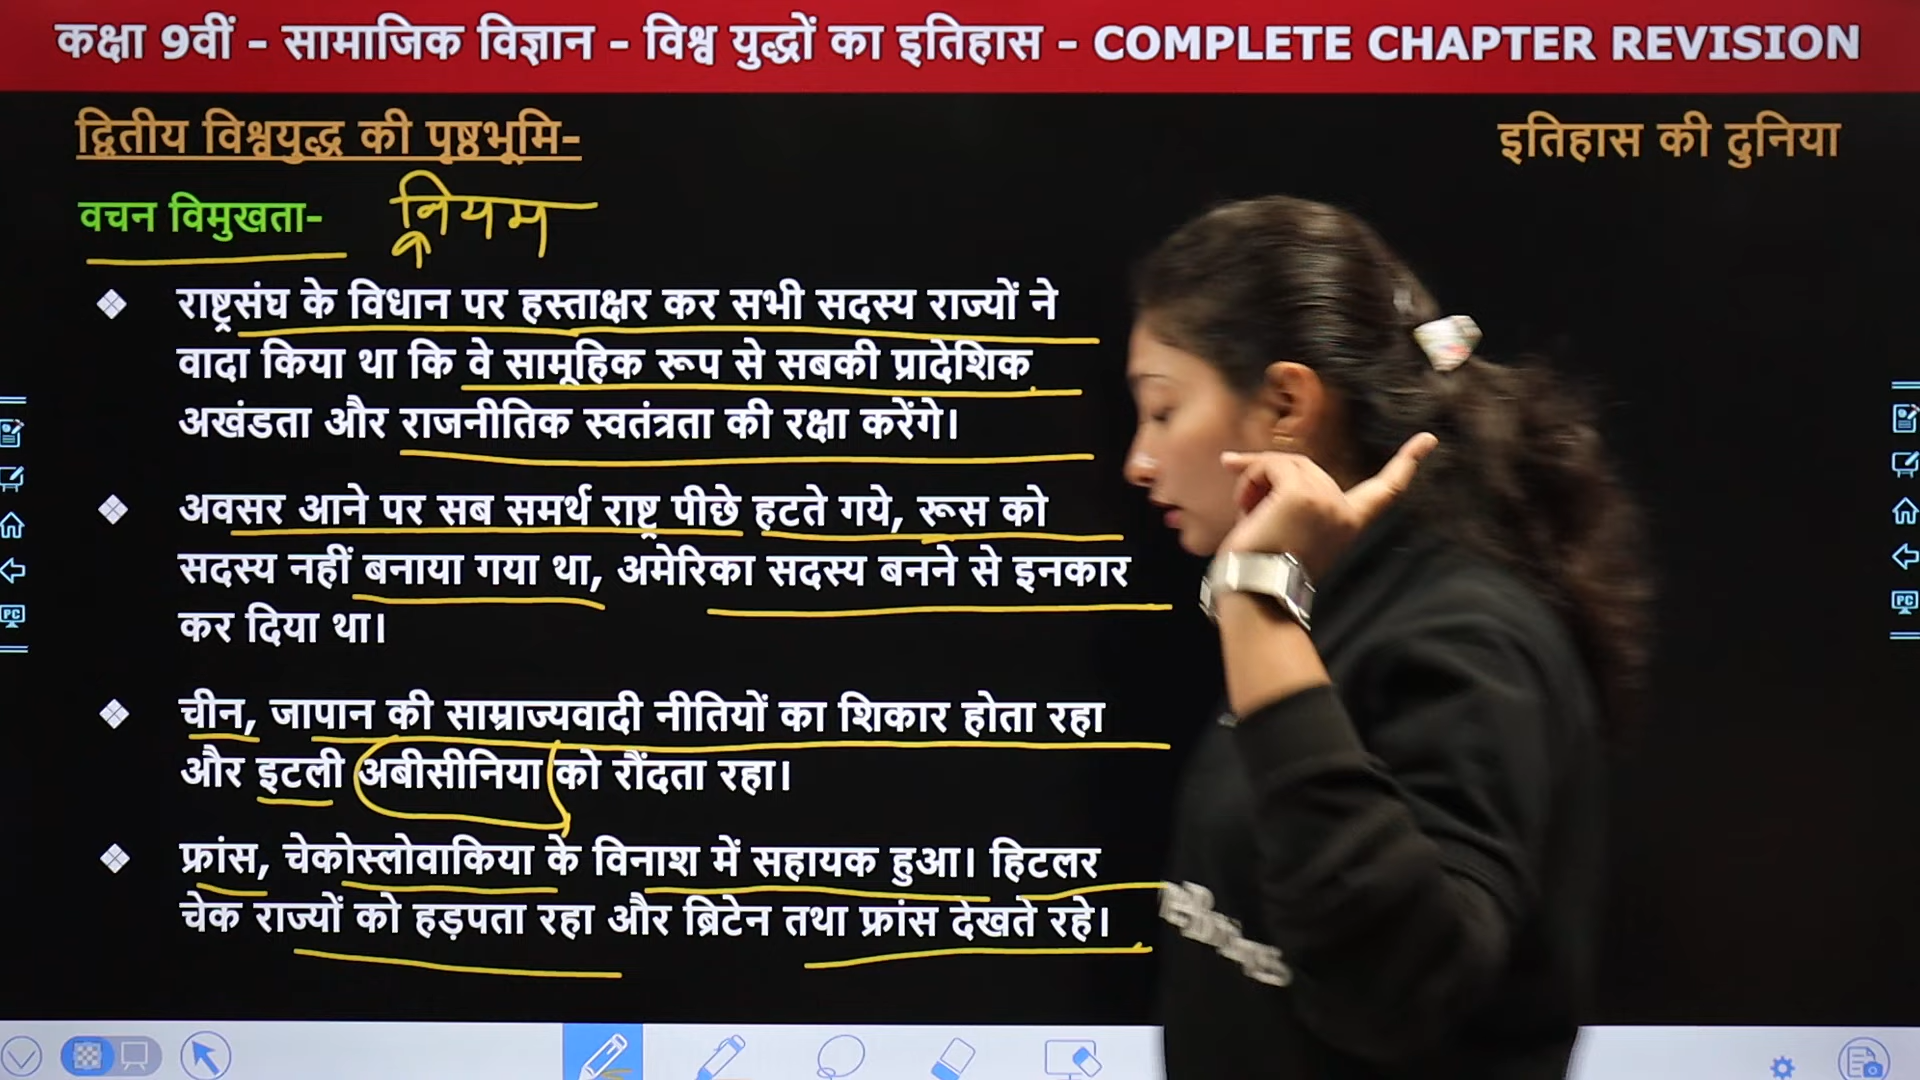 कक्षा 9वीं - सामाजिक विज्ञान - विश्व युद्धों का इतिहास - COMPLETE CHAPTER REVISION
द्वितीय विश्वयुद्ध की पृष्ठभूमि-
इतिहास की दुनिया
वचन विमुखता-
नियम
❖ राष्ट्रसंघ के विधान पर हस्ताक्षर कर सभी सदस्य राज्यों ने
वादा किया था कि वे सामूहिक रूप से सबकी प्रादेशिक
अखंडता और राजनीतिक स्वतंत्रता की रक्षा करेंगे।
❖ अवसर आने पर सब समर्थ राष्ट्र पीछे हटते गये, रूस को
सदस्य नहीं बनाया गया था, अमेरिका सदस्य बनने से इनकार
कर दिया था।
❖ चीन, जापान की साम्राज्यवादी नीतियों का शिकार होता रहा
और इटली अबीसीनिया को रौंदता रहा।
❖ फ्रांस, चेकोस्लोवाकिया के विनाश में सहायक हुआ। हिटलर
चेक राज्यों को हड़पता रहा और ब्रिटेन तथा फ्रांस देखते रहे।
PC
PC